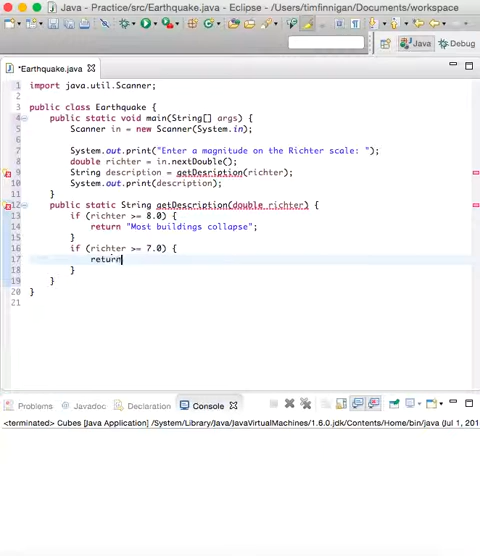 Java - Practice/src/Earthquake.java - Eclipse - /Users/timfinnigan/Documents/workspace
Java
Debug
*Earthquake.java
1 import java.util.Scanner;
2
3 public class Earthquake {
4 public static void main(String[] args) {
5 Scanner in = new Scanner(System.in);
6
7 System.out.print("Enter a magnitude on the Richter scale: ");
8 double richter = in.nextDouble();
9 String description = getDesription(richter);
10 System.out.print(description);
11 }
12 public static String getDescription(double richter) {
13 if (richter >= 8.0) {
14 return "Most buildings collapse";
15 }
16 if (richter >= 7.0) {
17 return
18 }
19 }
20 }
21
Problems
Javadoc
Declaration
Console
<terminated> Cubes [Java Application] /System/Library/Java/JavaVirtualMachines/1.6.0.jdk/Contents/Home/bin/java (Jul 1, 201